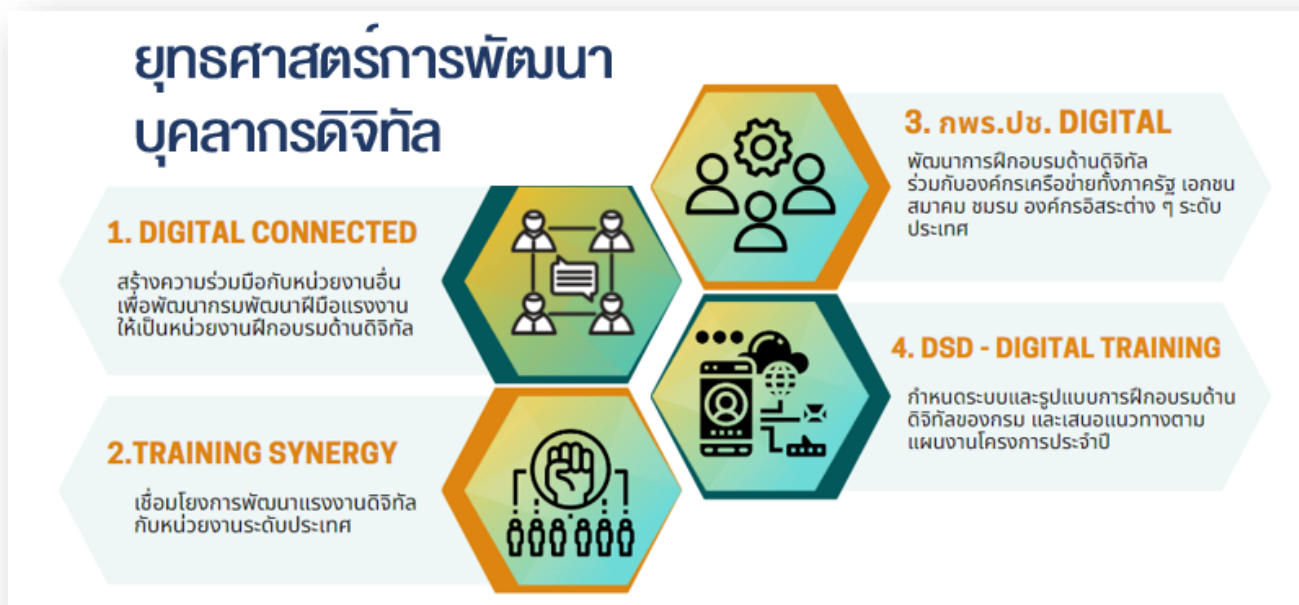 ยุทธศาสตร์การพัฒนา
บุคลากรดิจิทัล
1. DIGITAL CONNECTED
สร้างความร่วมมือกับหน่วยงานอื่น
เพื่อพัฒนากรมพัฒนาฝีมือแรงงาน
ให้เป็นหน่วยงานฝึกอบรมด้านดิจิทัล
2.TRAINING SYNERGY
เชื่อมโยงการพัฒนาแรงงานดิจิทัล
กับหน่วยงานระดับประเทศ
3. กพร.ปช. DIGITAL
พัฒนาการฝึกอบรมด้านดิจิทัล
ร่วมกับองค์กรเครือข่ายทั้งภาครัฐ เอกชน
สมาคม ชมรม องค์กรอิสระต่าง ๆ ระดับ
ประเทศ
4. DSD - DIGITAL TRAINING
กำหนดระบบและรูปแบบการฝึกอบรมด้าน
ดิจิทัลของกรม และเสนอแนวทางตาม
แผนงานโครงการประจำปี